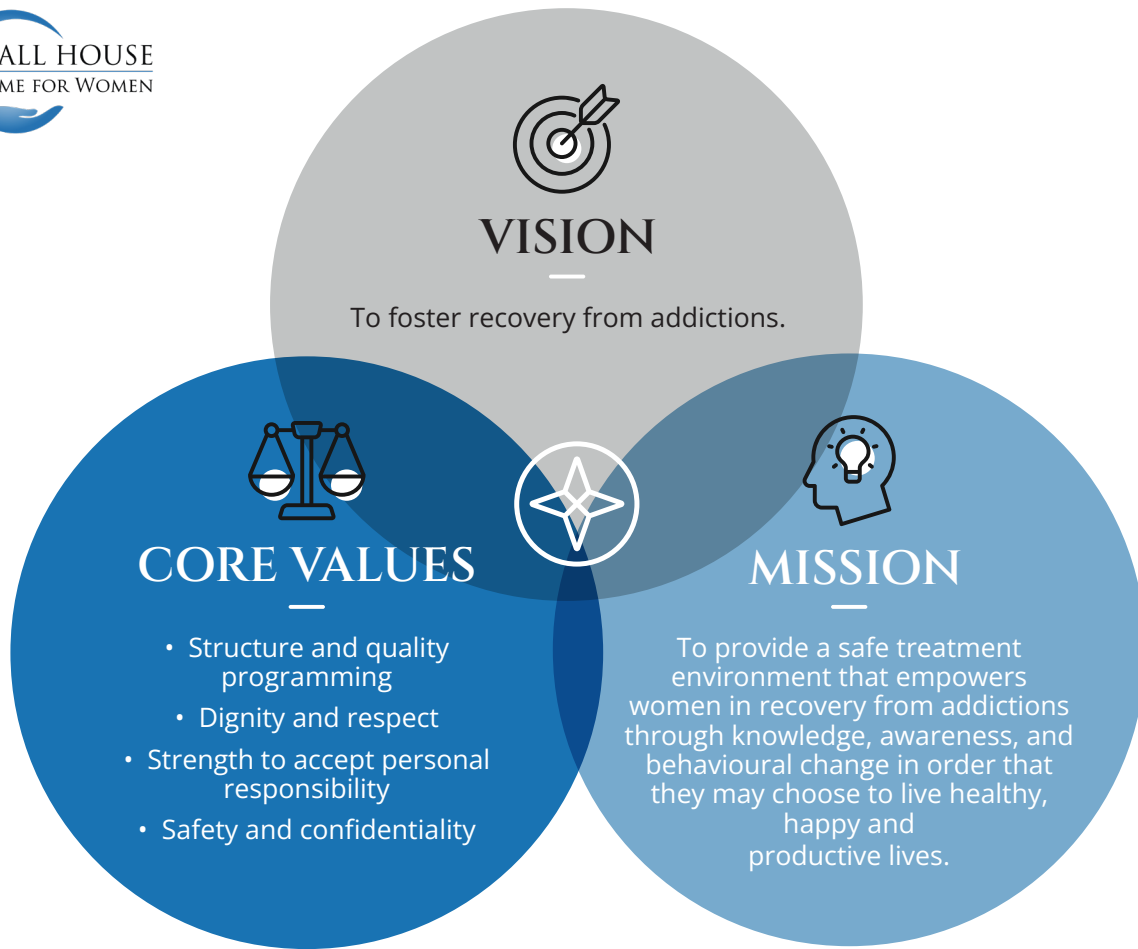 ALL HOUSE
ME FOR WOMEN
VISION
To foster recovery from addictions.
CORE VALUES
• Structure and quality
programming
• Dignity and respect
• Strength to accept personal
responsibility
• Safety and confidentiality
MISSION
To provide a safe treatment
environment that empowers
women in recovery from addictions
through knowledge, awareness, and
behavioural change in order that
they may choose to live healthy,
happy and
productive lives.